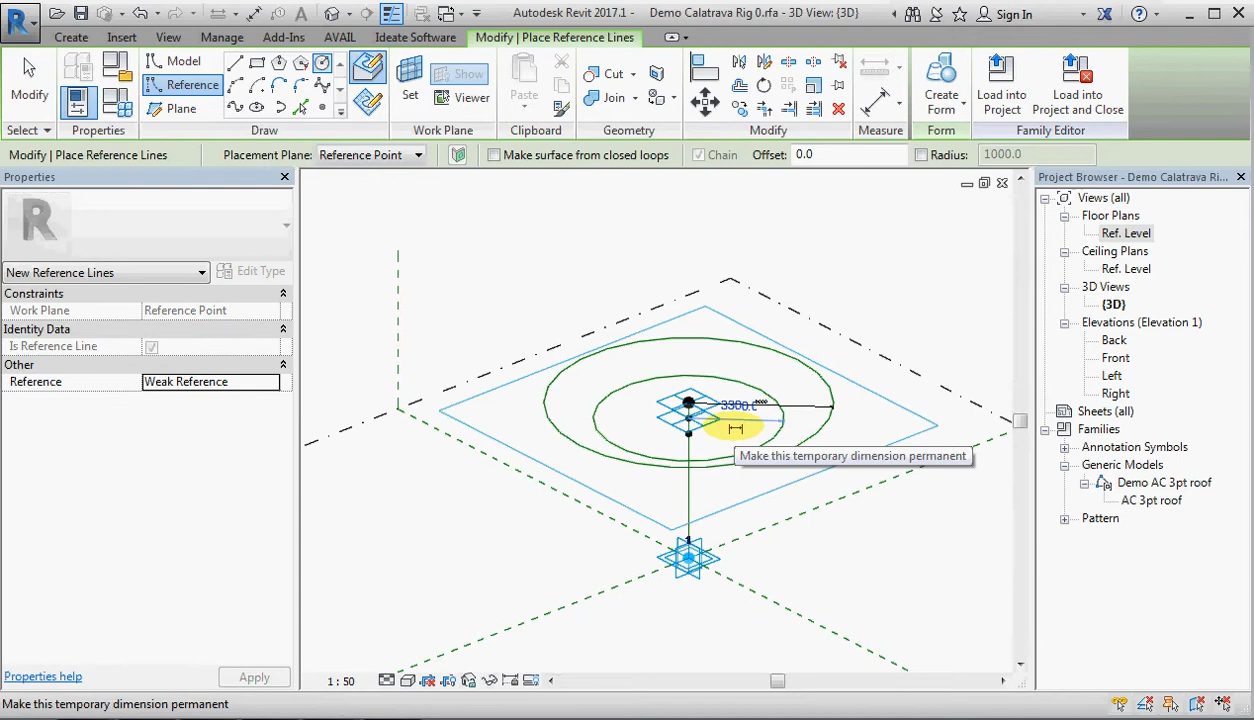 Autodesk Revit 2017.1 - Demo Calatrava Rig 0.rfa - 3D View: {3D}
Sign In
Create Insert View Manage Add-Ins AVAIL Ideate Software Modify | Place Reference Lines
Modify
Model
Reference
Plane
Set
Show
Viewer
Paste
Cut
Join
Create Form
Load into Project
Load into Project and Close
Select Properties Draw Work Plane Clipboard Geometry Modify Measure Form Family Editor
Modify | Place Reference Lines Placement Plane: Reference Point Make surface from closed loops Chain Offset: 0.0 Radius: 1000.0
Properties
R
New Reference Lines Edit Type
Constraints
Work Plane Reference Point
Identity Data
Is Reference Line
Other
Reference Weak Reference
Properties help
Apply
Make this temporary dimension permanent
1 : 50
Project Browser - Demo Calatrava Ri...
Views (all)
Floor Plans
Ref. Level
Ceiling Plans
Ref. Level
3D Views
{3D}
Elevations (Elevation 1)
Back
Front
Left
Right
Sheets (all)
Families
Annotation Symbols
Generic Models
Demo AC 3pt roof
AC 3pt roof
Pattern
Make this temporary dimension permanent